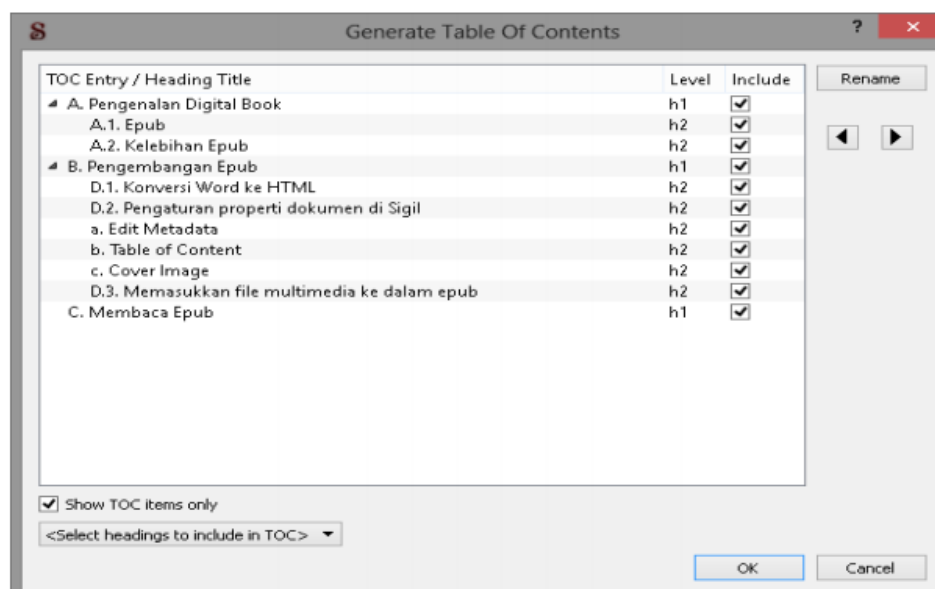 S Generate Table Of Contents ? ×
TOC Entry / Heading Title Level Include Rename
A. Pengenalan Digital Book h1
A.1. Epub h2
A.2. Kelebihan Epub h2
B. Pengembangan Epub h1
D.1. Konversi Word ke HTML h2
D.2. Pengaturan properti dokumen di Sigil h2
a. Edit Metadata h2
b. Table of Content h2
c. Cover Image h2
D.3. Memasukkan file multimedia ke dalam epub h2
C. Membaca Epub h1
Show TOC items only
<Select headings to include in TOC>
OK Cancel